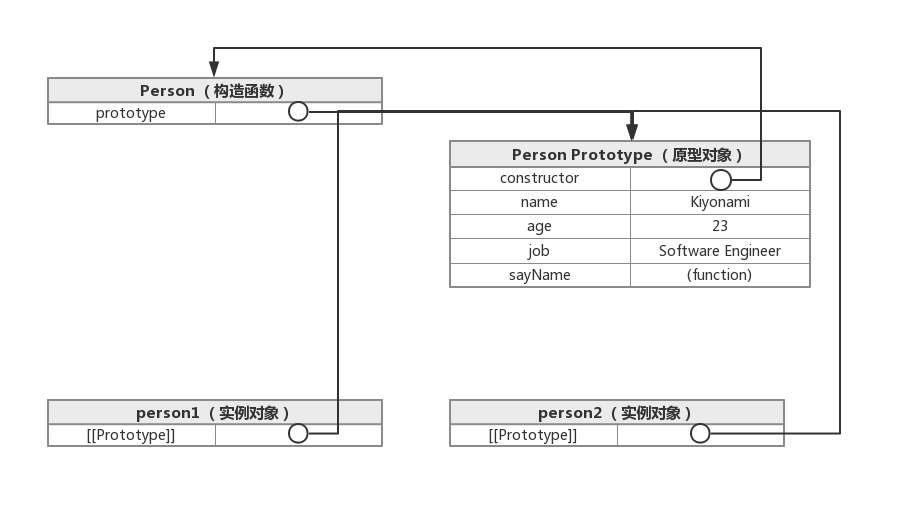 Person（构造函数）
prototype
Person Prototype（原型对象）
constructor
name Kiyonami
age 23
job Software Engineer
sayName (function)
person1（实例对象）
[[Prototype]]
person2（实例对象）
[[Prototype]]